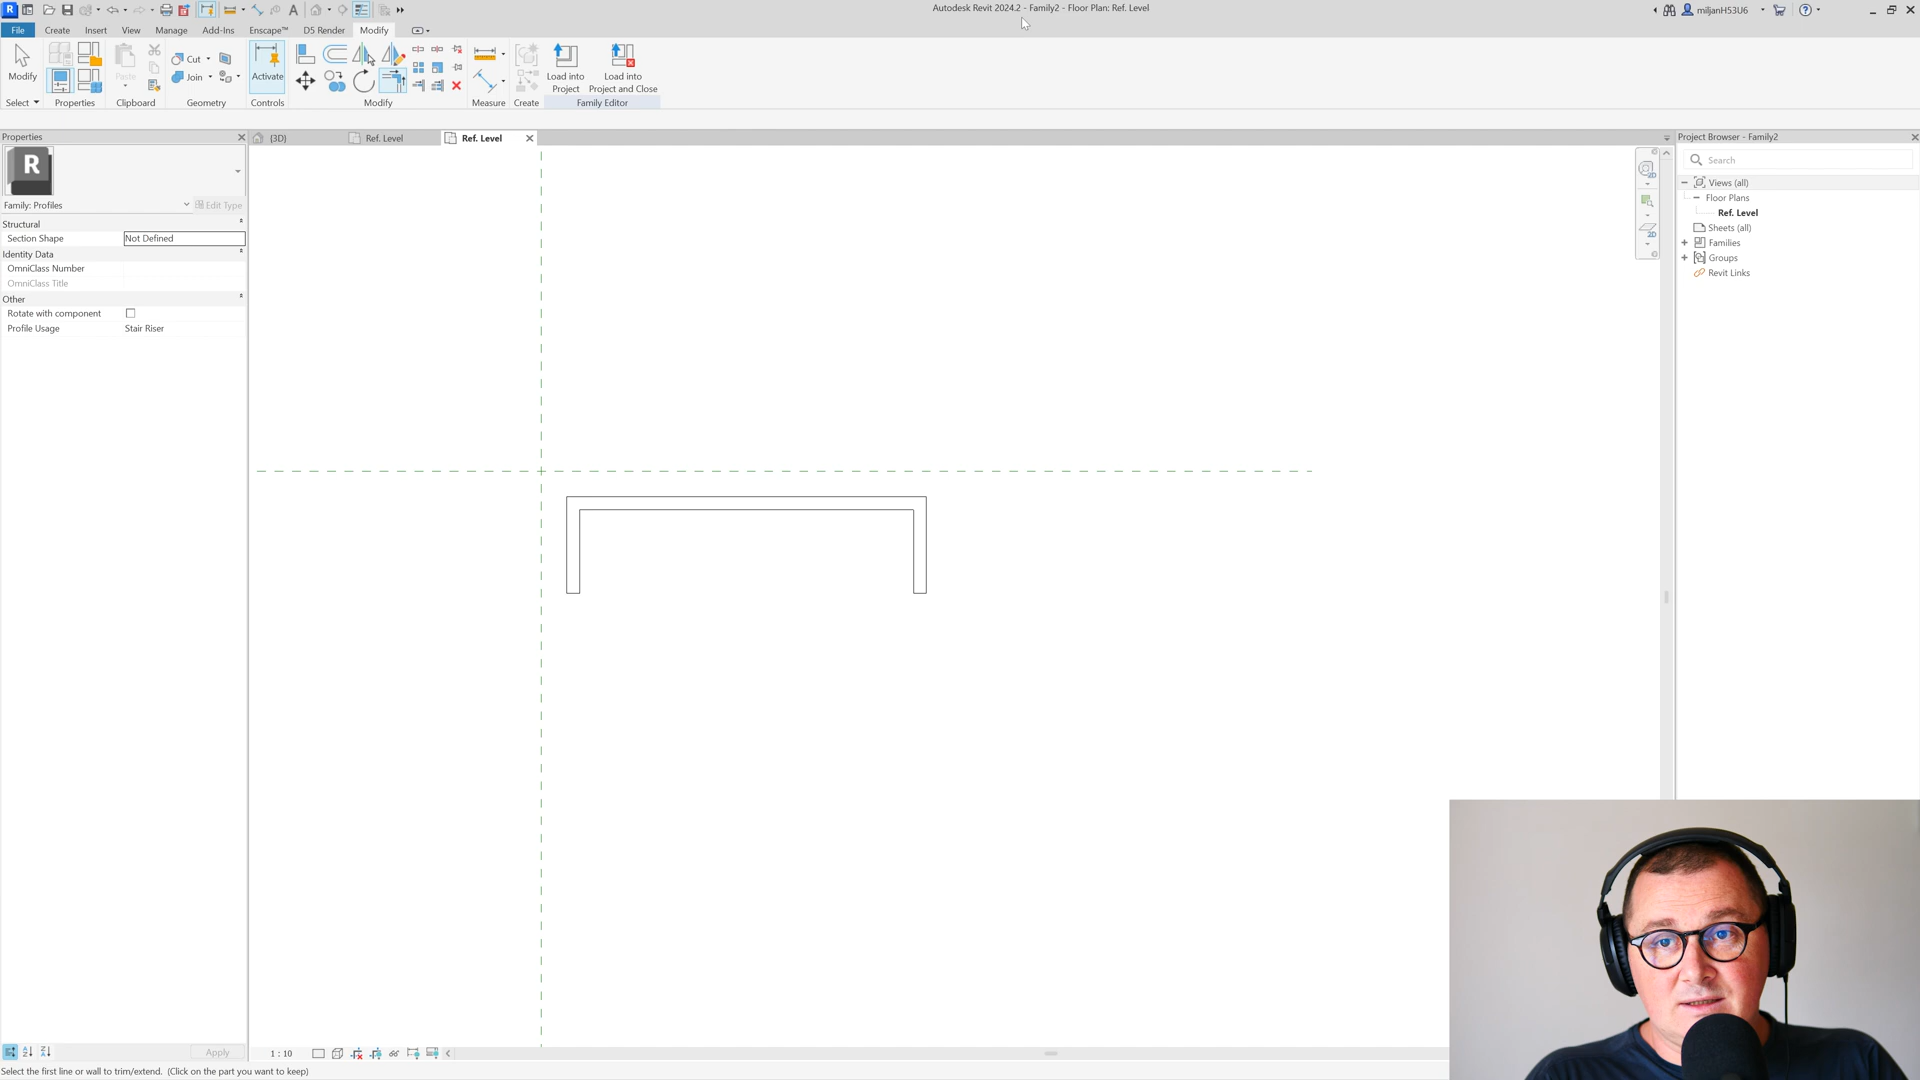 Autodesk Revit 2024.2 - Family2 - Floor Plan: Ref. Level
miljanH53U6
File Create Insert View Manage Add-Ins Enscape™ D5 Render Modify
Modify Paste Cut Join Activate Load into Project Load into Project and Close
Select Properties Clipboard Geometry Controls Modify Measure Create Family Editor
Properties
R
Family: Profiles
Edit Type
Structural
Section Shape Not Defined
Identity Data
OmniClass Number
OmniClass Title
Other
Rotate with component
Profile Usage Stair Riser
Apply
{3D} Ref. Level Ref. Level
2D
2D
Project Browser - Family2
Search
Views (all)
Floor Plans
Ref. Level
Sheets (all)
Families
Groups
Revit Links
1 : 10
Select the first line or wall to trim/extend. (Click on the part you want to keep)